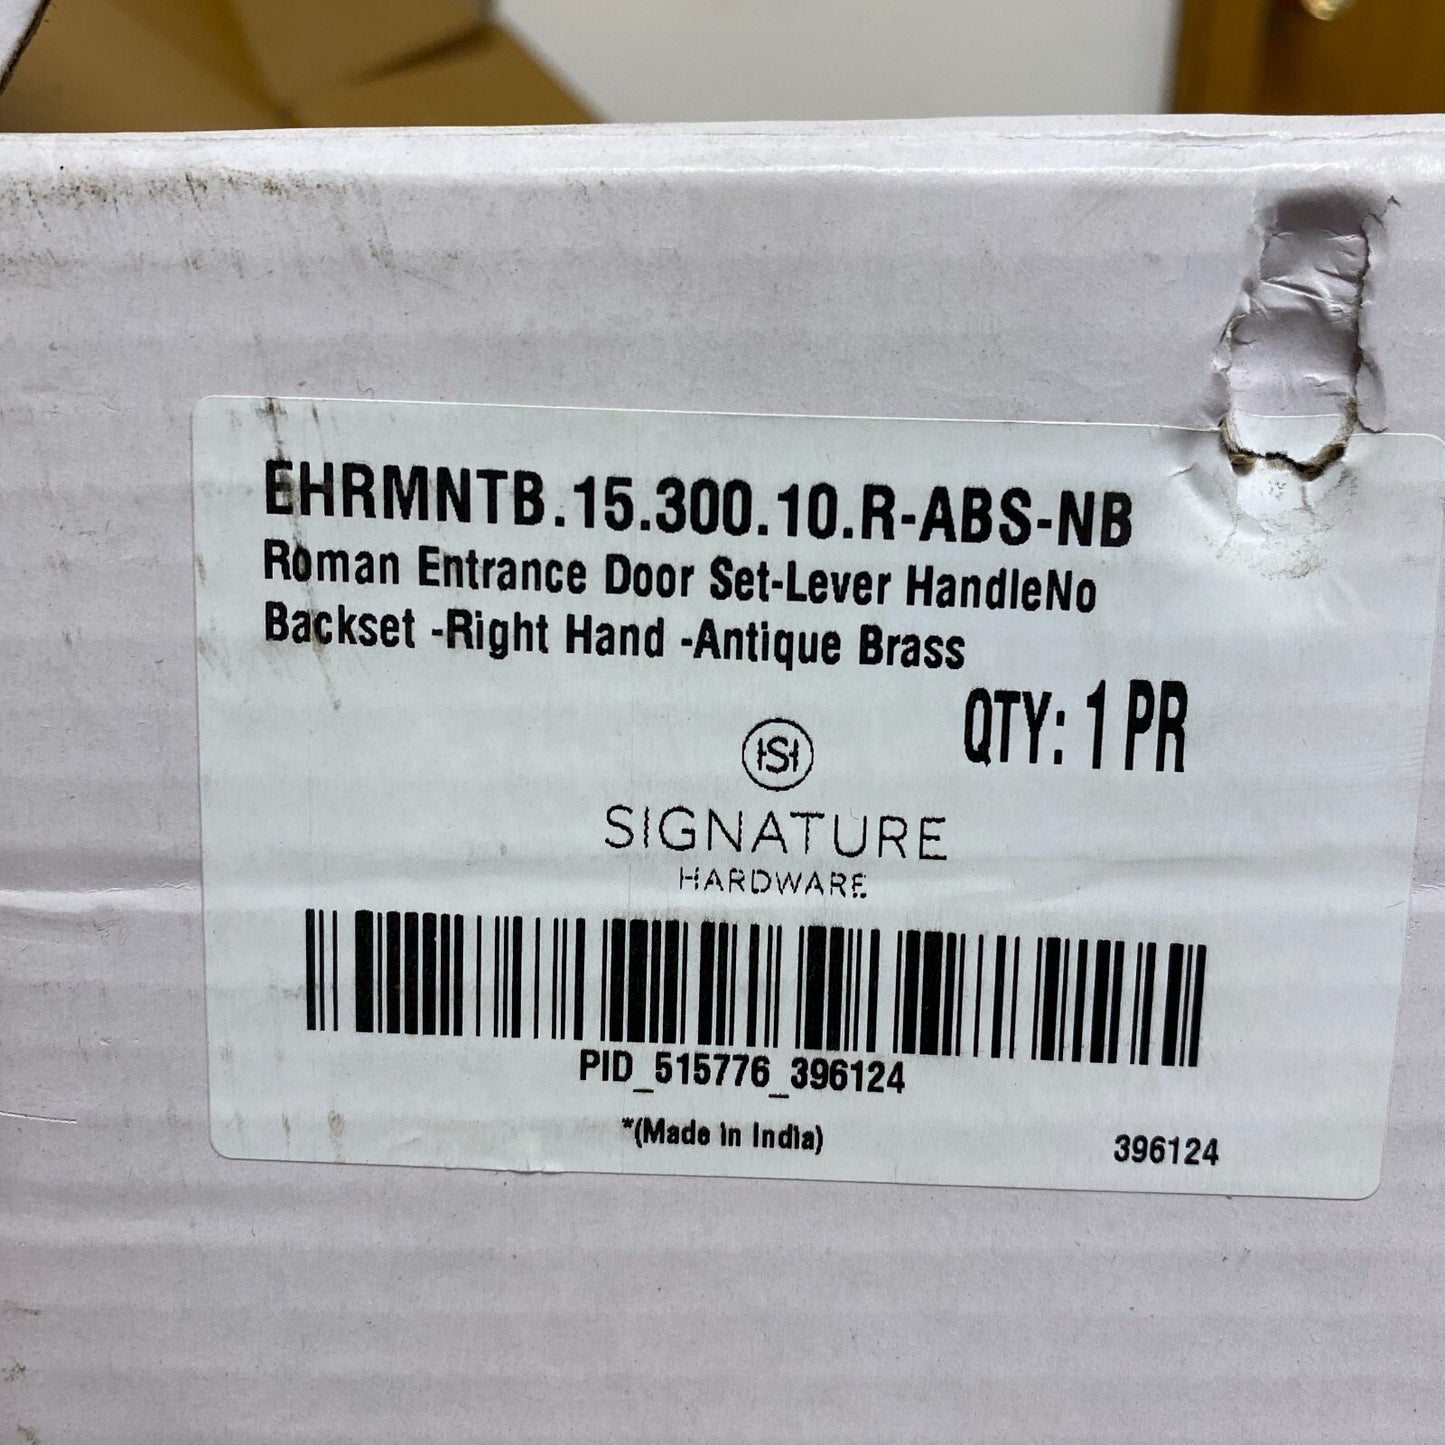 EHRMNTB.15.300.10.R-ABS-NB
Roman Entrance Door Set-Lever HandleNo
Backset -Right Hand -Antique Brass
QTY: 1 PR
HS
SIGNATURE
HARDWARE
PID_515776_396124
*(Made in India)
396124